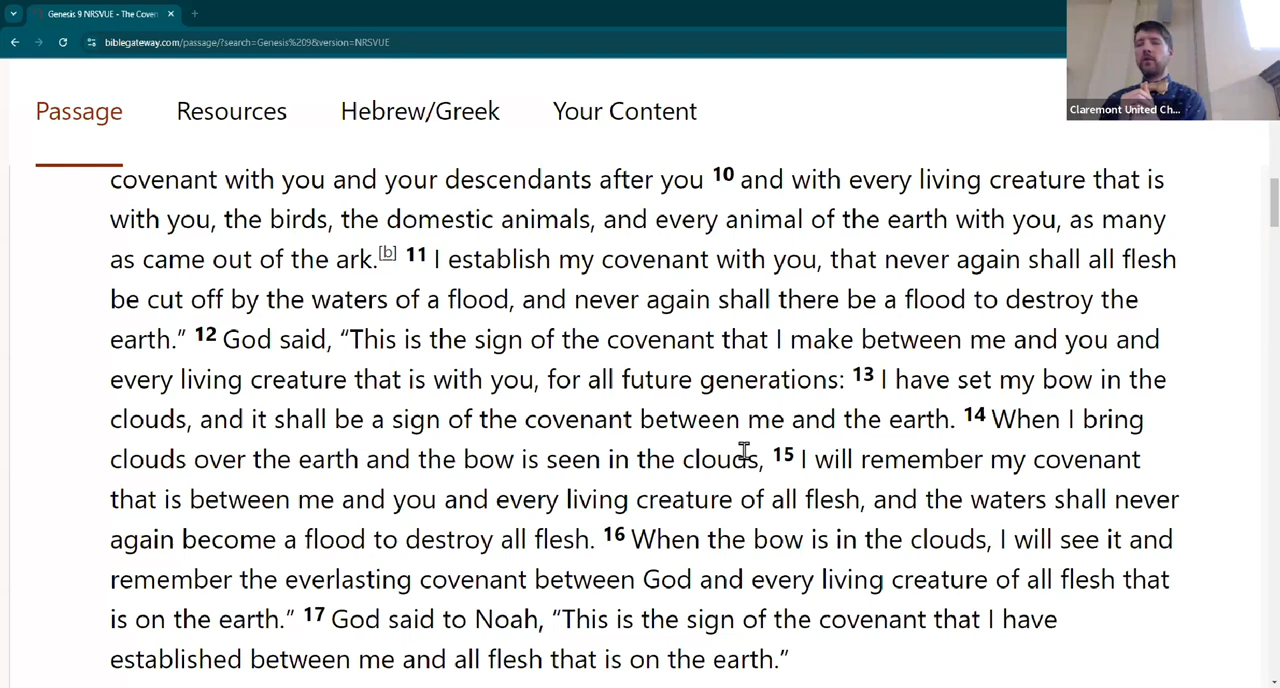 Genesis 9 NRSVUE - The Coven
biblegateway.com/passage/?search=Genesis%209&version=NRSVUE
Claremont United Ch...
Passage Resources Hebrew/Greek Your Content
covenant with you and your descendants after you 10 and with every living creature that is
with you, the birds, the domestic animals, and every animal of the earth with you, as many
as came out of the ark.[b] 11 I establish my covenant with you, that never again shall all flesh
be cut off by the waters of a flood, and never again shall there be a flood to destroy the
earth.” 12 God said, “This is the sign of the covenant that I make between me and you and
every living creature that is with you, for all future generations: 13 I have set my bow in the
clouds, and it shall be a sign of the covenant between me and the earth. 14 When I bring
clouds over the earth and the bow is seen in the clouds, 15 I will remember my covenant
that is between me and you and every living creature of all flesh, and the waters shall never
again become a flood to destroy all flesh. 16 When the bow is in the clouds, I will see it and
remember the everlasting covenant between God and every living creature of all flesh that
is on the earth.” 17 God said to Noah, “This is the sign of the covenant that I have
established between me and all flesh that is on the earth.”